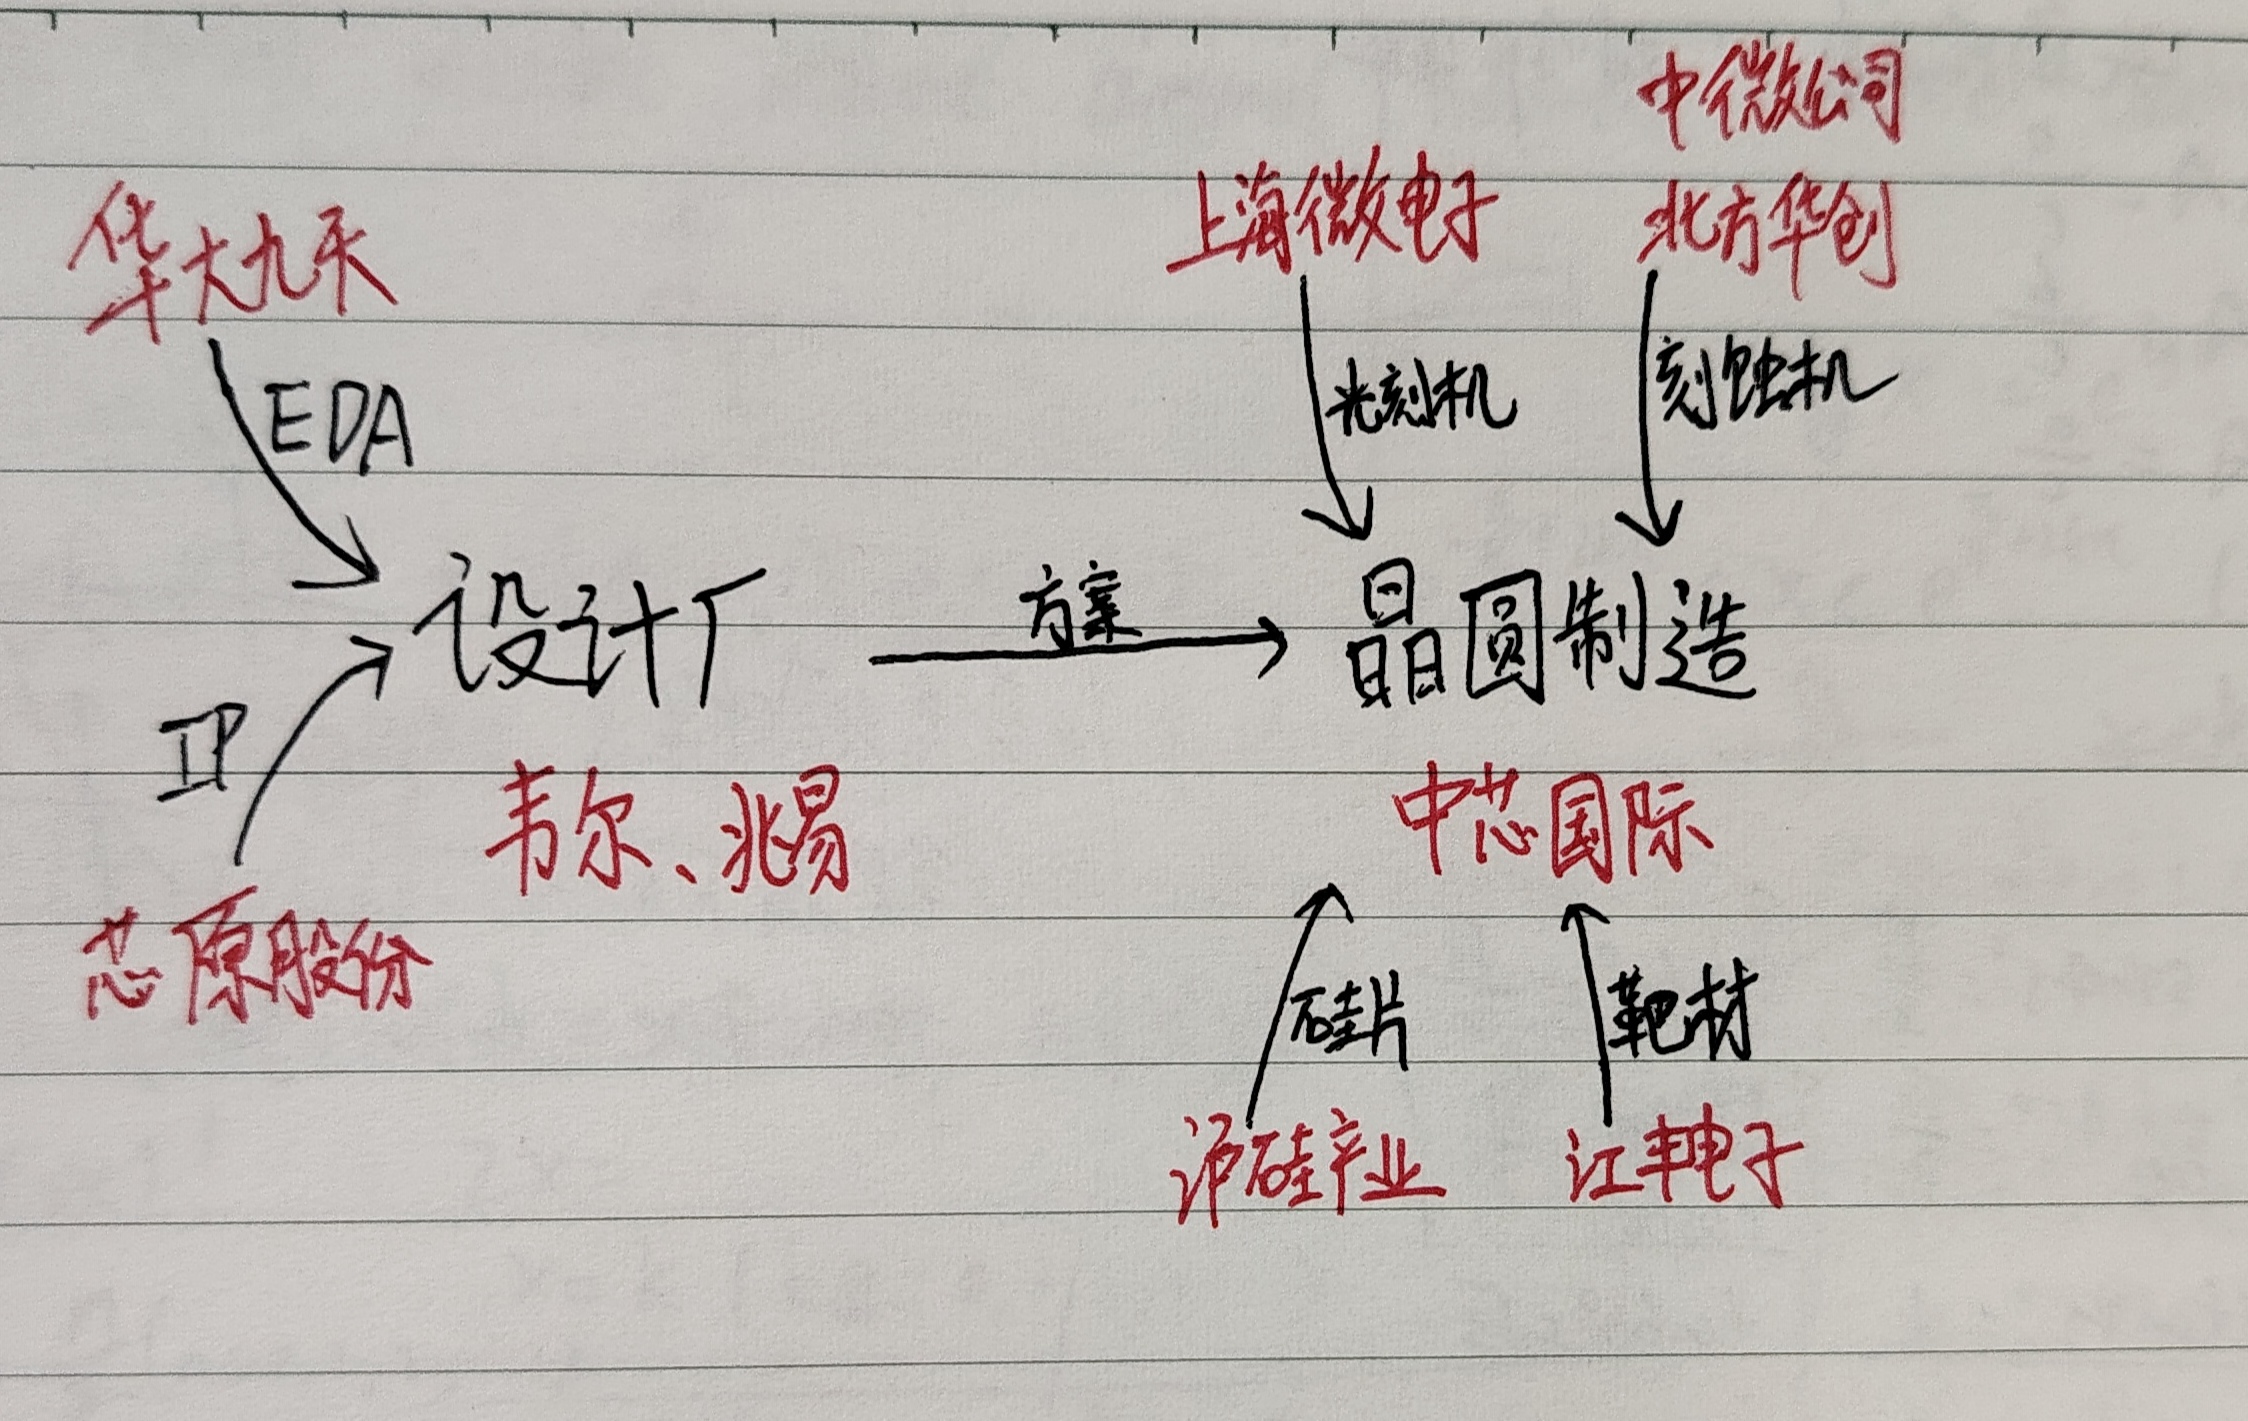 中微公司
上海微电子 北方华创
华大九天
EDA
光刻机 刻蚀机
设计厂 方案 晶圆制造
IP
韦尔、兆易 中芯国际
芯原股份
硅片 靶材
沪硅产业 江丰电子